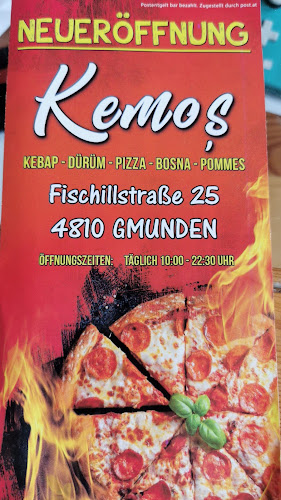 Postentgelt bar bezahlt. Zugestellt durch post.at
NEUERÖFFNUNG
Kemo's
KEBAP - DÜRÜM - PIZZA - BOSNA - POMMES
Fischillstraße 25
4810 GMUNDEN
ÖFFNUNGSZEITEN: TÄGLICH 10:00 - 22:30 UHR